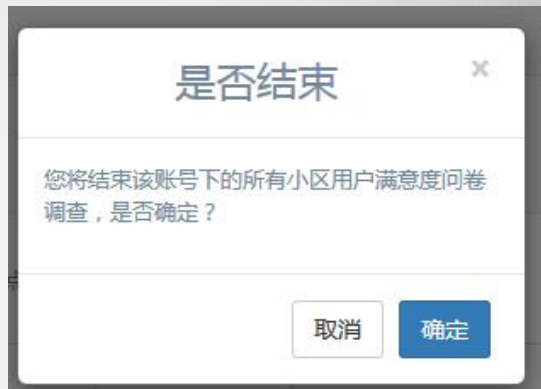 是否结束
×
您将结束该账号下的所有小区用户满意度问卷
调查，是否确定？
取消 确定